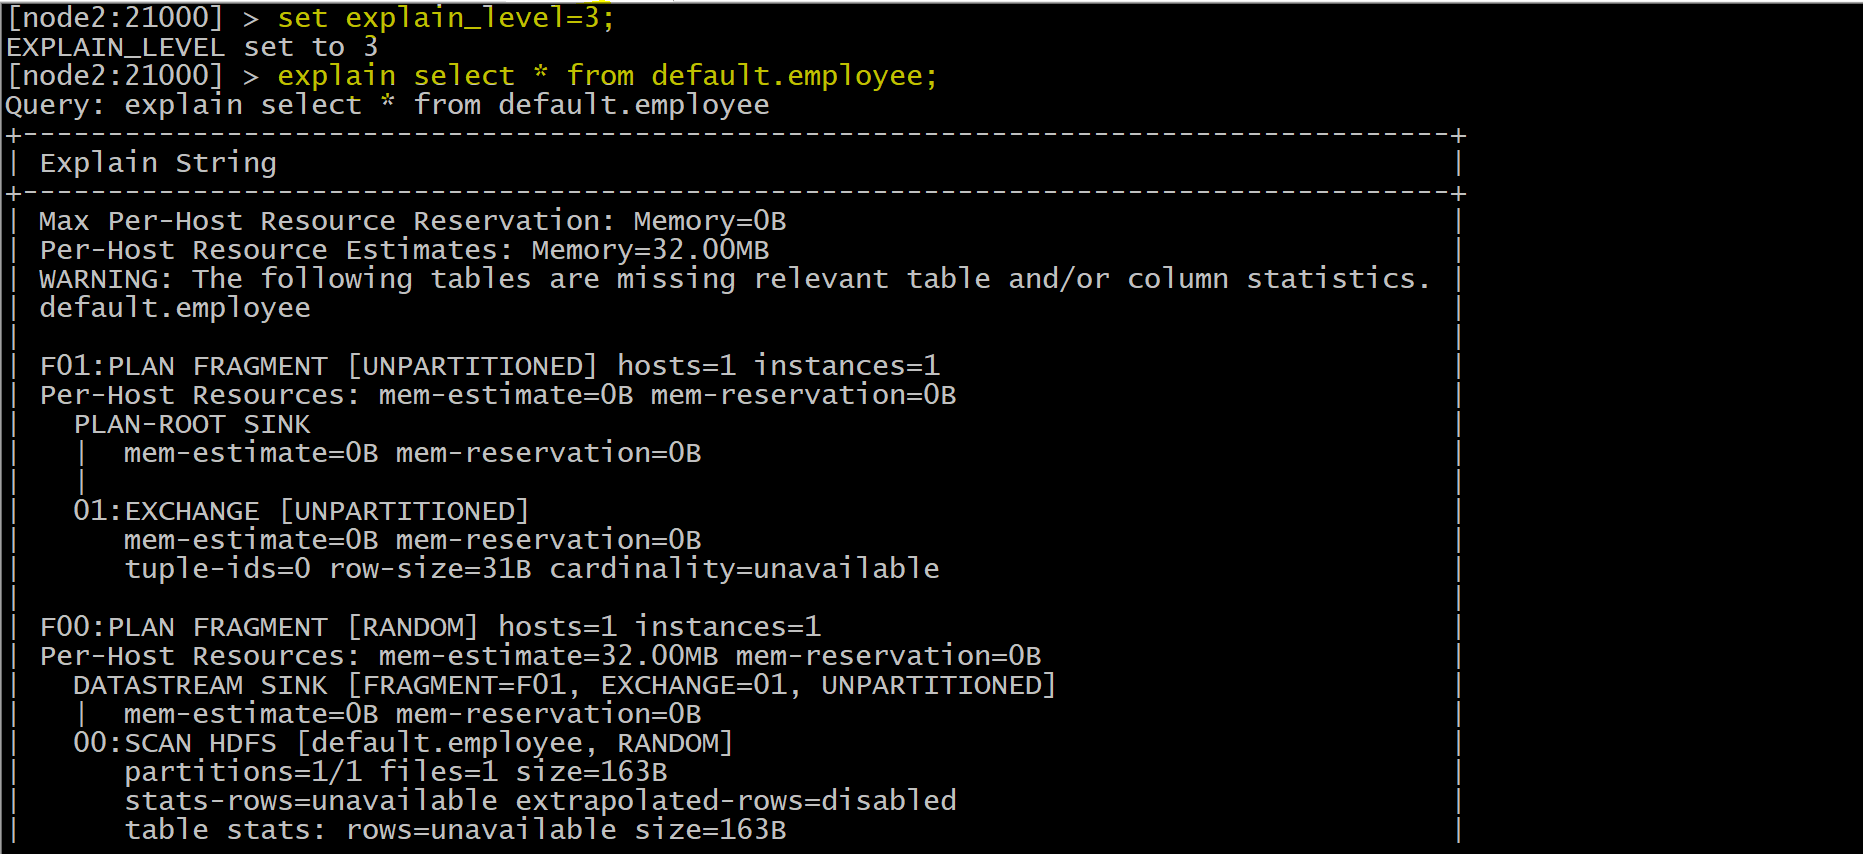 [node2:21000] > set explain_level=3;
EXPLAIN_LEVEL set to 3
[node2:21000] > explain select * from default.employee;
Query: explain select * from default.employee
+------------------------------------------------------------------------------------+
| Explain String                                                                     |
+------------------------------------------------------------------------------------+
| Max Per-Host Resource Reservation: Memory=0B                                       |
| Per-Host Resource Estimates: Memory=32.00MB                                        |
| WARNING: The following tables are missing relevant table and/or column statistics. |
| default.employee                                                                   |
|                                                                                    |
| F01:PLAN FRAGMENT [UNPARTITIONED] hosts=1 instances=1                              |
| Per-Host Resources: mem-estimate=0B mem-reservation=0B                             |
|   PLAN-ROOT SINK                                                                   |
|   |  mem-estimate=0B mem-reservation=0B                                            |
|   |                                                                                |
|   01:EXCHANGE [UNPARTITIONED]                                                      |
|      mem-estimate=0B mem-reservation=0B                                            |
|      tuple-ids=0 row-size=31B cardinality=unavailable                              |
|                                                                                    |
| F00:PLAN FRAGMENT [RANDOM] hosts=1 instances=1                                     |
| Per-Host Resources: mem-estimate=32.00MB mem-reservation=0B                        |
|   DATASTREAM SINK [FRAGMENT=F01, EXCHANGE=01, UNPARTITIONED]                       |
|   |  mem-estimate=0B mem-reservation=0B                                            |
|   00:SCAN HDFS [default.employee, RANDOM]                                          |
|      partitions=1/1 files=1 size=163B                                              |
|      stats-rows=unavailable extrapolated-rows=disabled                             |
|      table stats: rows=unavailable size=163B                                       |